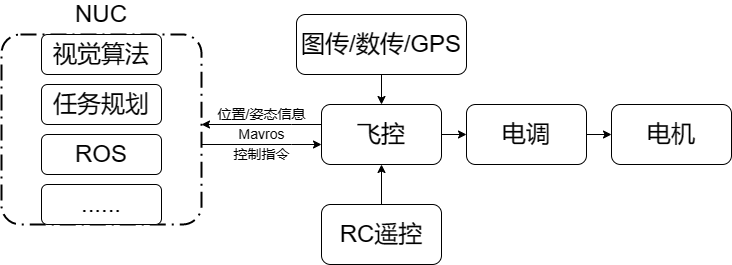 NUC
视觉算法
任务规划
ROS
......
图传/数传/GPS
位置/姿态信息
Mavros
控制指令
飞控
电调
电机
RC遥控